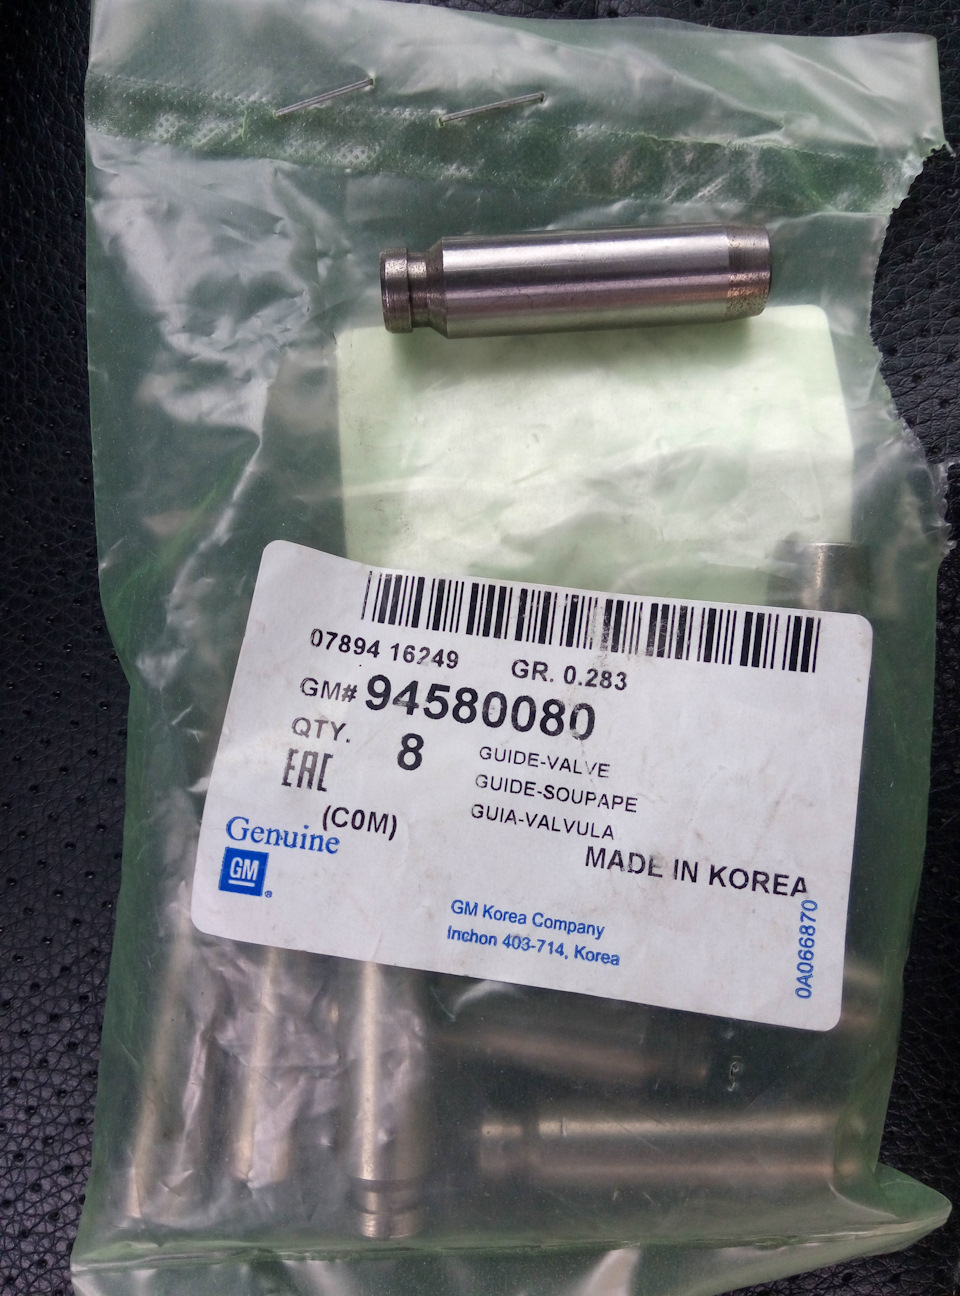 07894 16249 GR. 0.283
GM# 94580080
QTY. 8
GUIDE-VALVE
EAC
GUIDE-SOUPAPE
(C0M)
GUIA-VALVULA
MADE IN KOREA
Genuine
GM
®
GM Korea Company
Inchon 403-714, Korea
0A066870